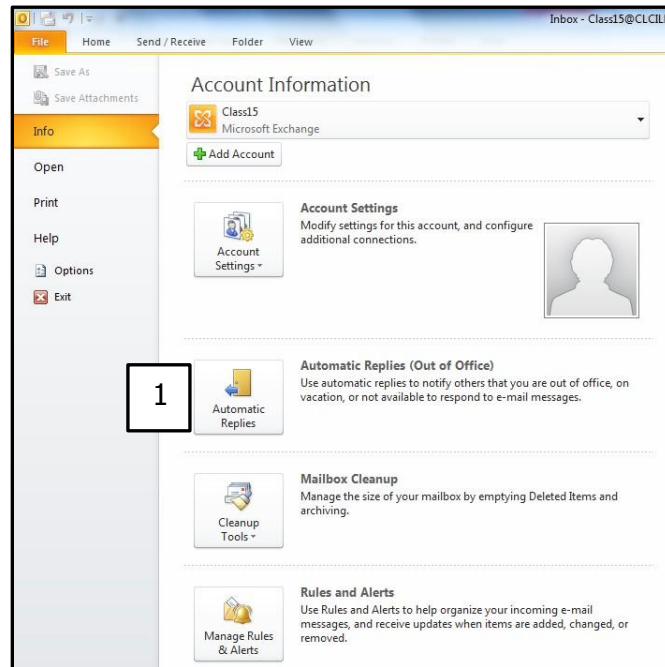 Inbox - Class15@CLCIL
File Home Send / Receive Folder View
Save As
Save Attachments
Info
Open
Print
Help
Options
Exit
Account Information
Class15
Microsoft Exchange
Add Account
Account Settings
Account Settings
Modify settings for this account, and configure
additional connections.
1
Automatic
Replies
Automatic Replies (Out of Office)
Use automatic replies to notify others that you are out of office, on
vacation, or not available to respond to e-mail messages.
Cleanup
Tools
Mailbox Cleanup
Manage the size of your mailbox by emptying Deleted Items and
archiving.
Manage Rules
& Alerts
Rules and Alerts
Use Rules and Alerts to help organize your incoming e-mail
messages, and receive updates when items are added, changed, or
removed.